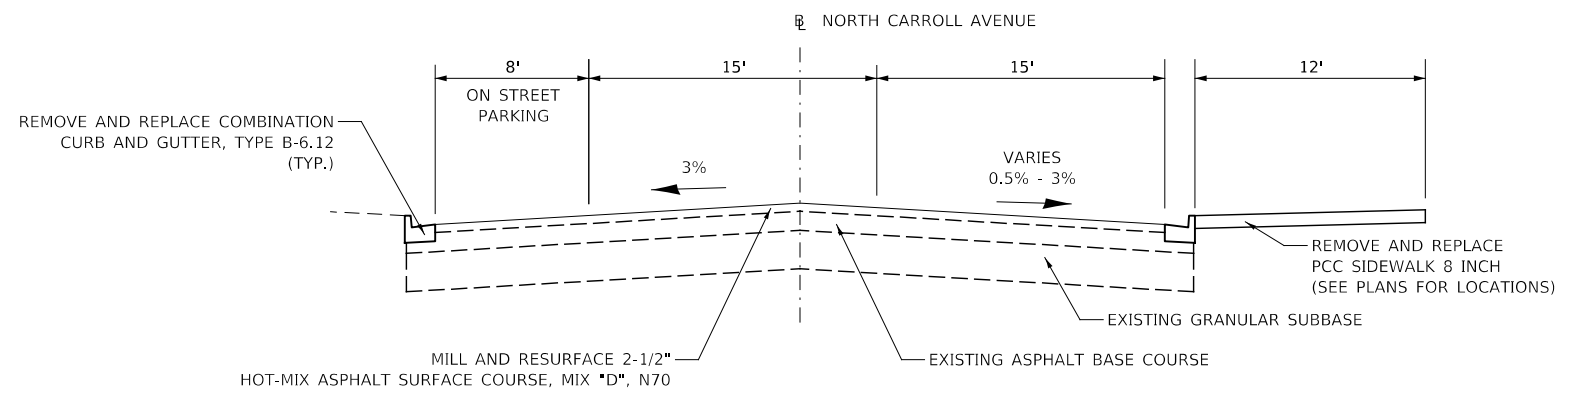 ℄ NORTH CARROLL AVENUE
8'
15'
15'
12'
ON STREET
PARKING
REMOVE AND REPLACE COMBINATION
CURB AND GUTTER, TYPE B-6.12
(TYP.)
3%
VARIES
0.5% - 3%
REMOVE AND REPLACE
PCC SIDEWALK 8 INCH
(SEE PLANS FOR LOCATIONS)
EXISTING GRANULAR SUBBASE
MILL AND RESURFACE 2-1/2"
HOT-MIX ASPHALT SURFACE COURSE, MIX "D", N70
EXISTING ASPHALT BASE COURSE